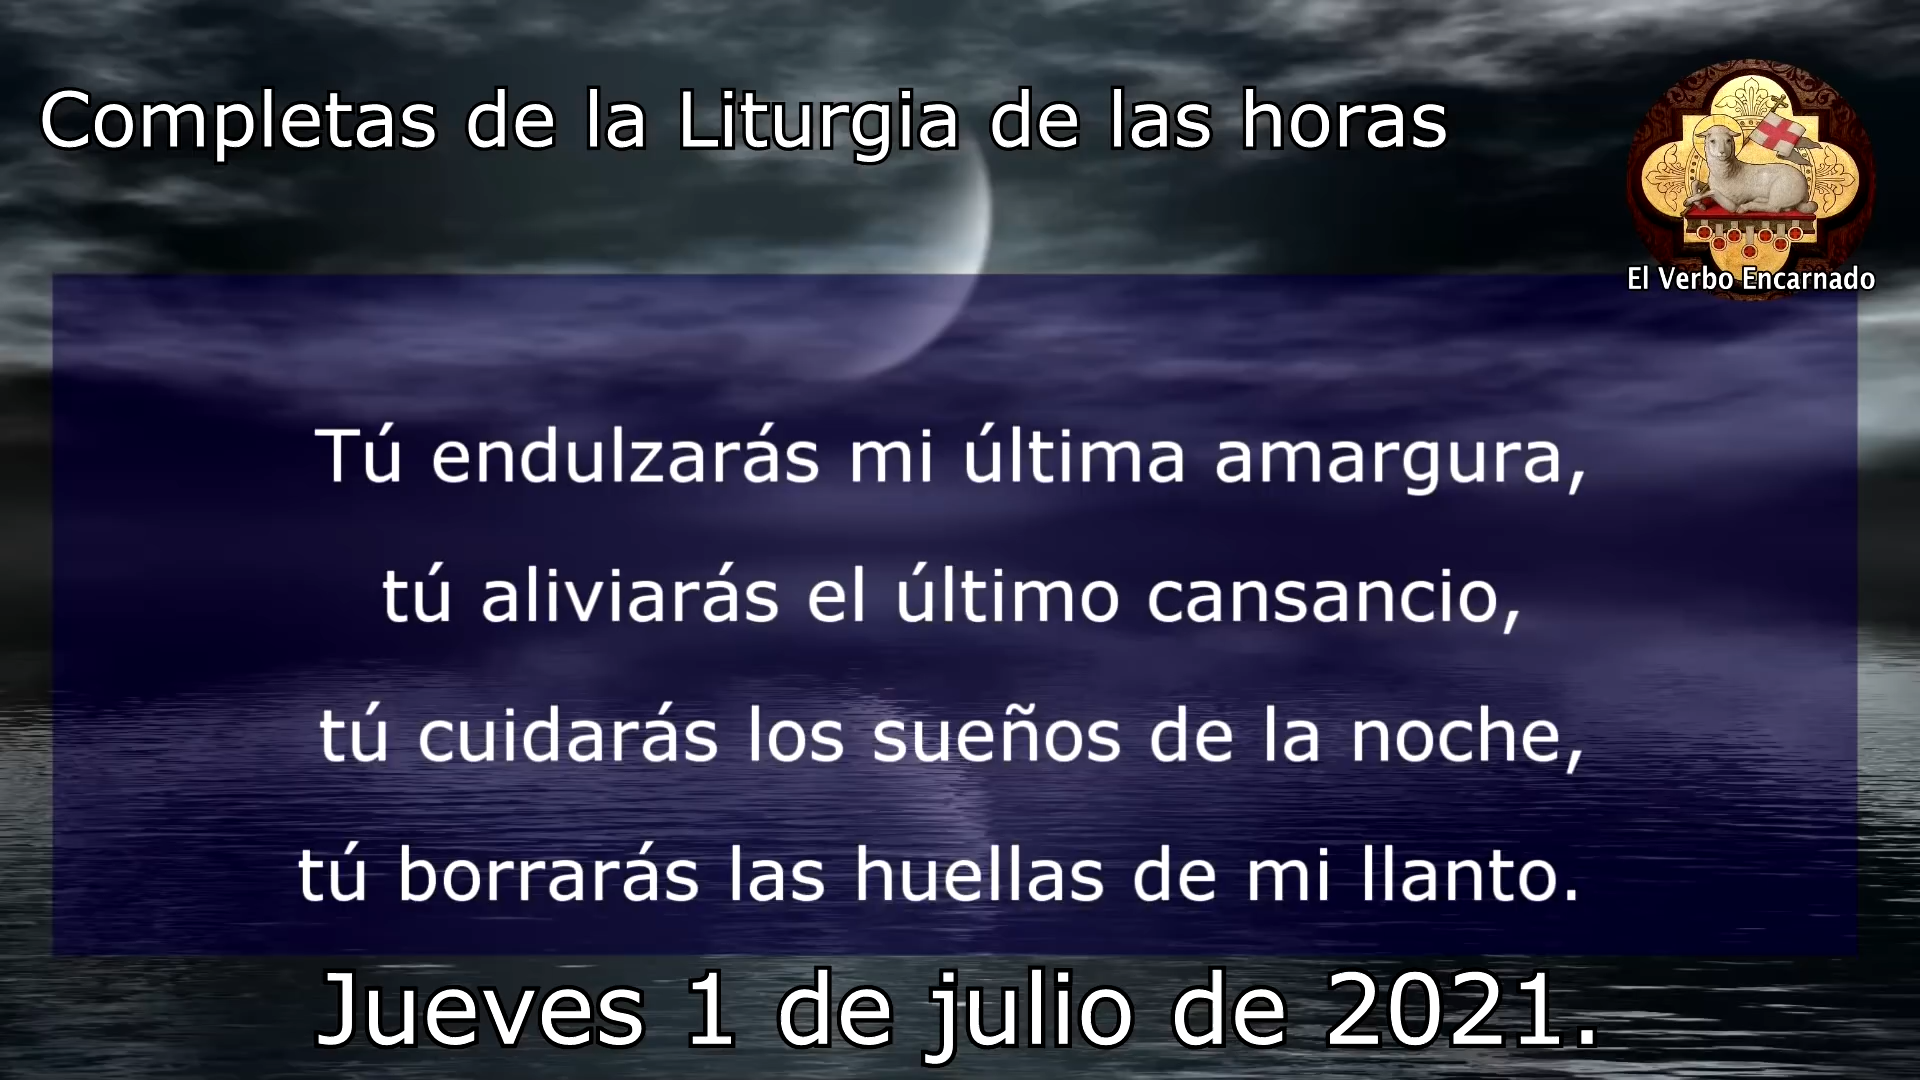 Completas de la Liturgia de las horas
El Verbo Encarnado
Tú endulzarás mi última amargura,
tú aliviarás el último cansancio,
tú cuidarás los sueños de la noche,
tú borrarás las huellas de mi llanto.
Jueves 1 de julio de 2021.